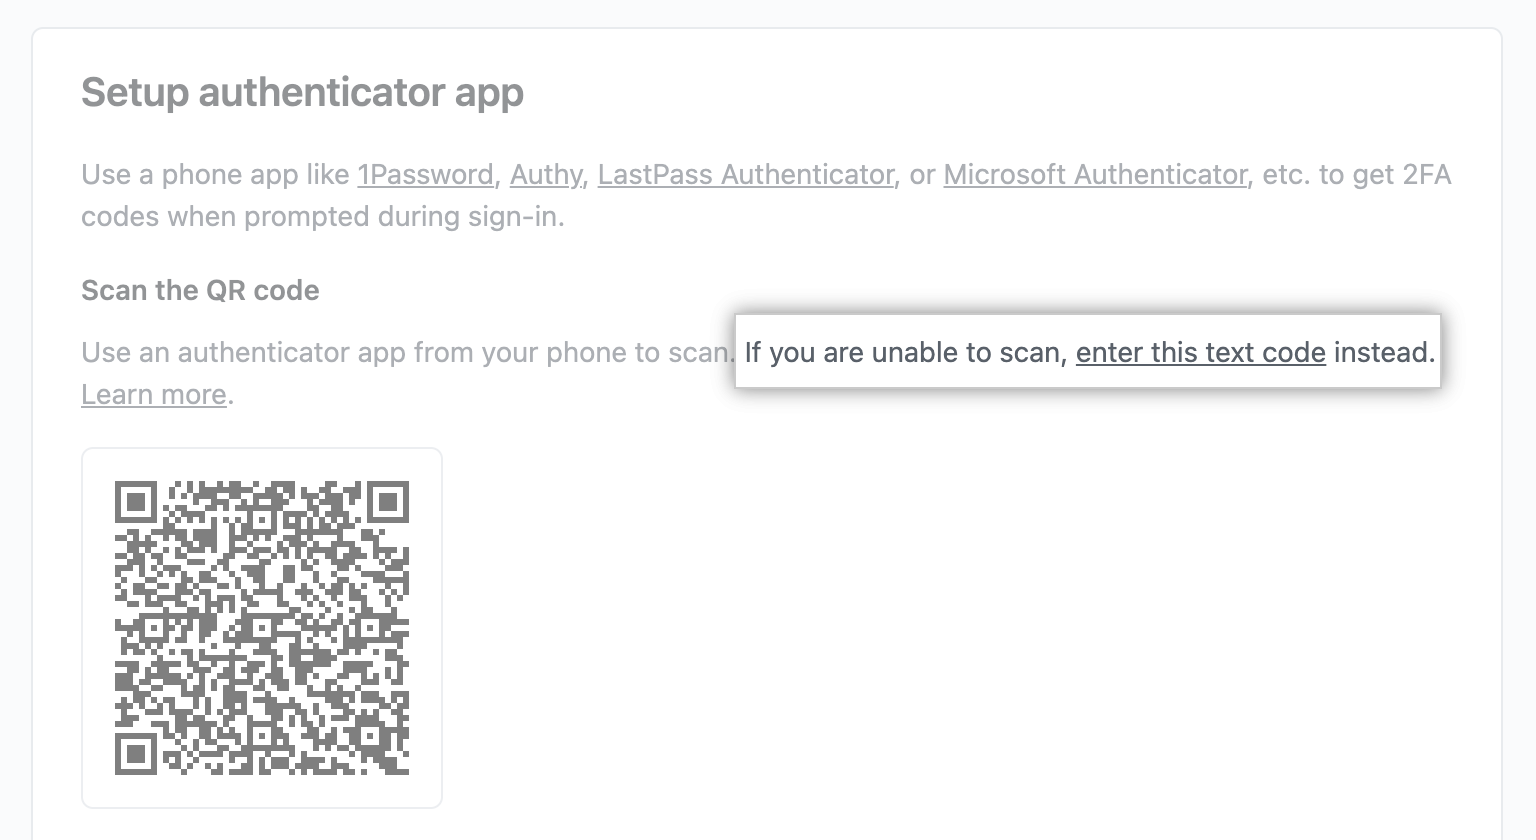 Setup authenticator app
Use a phone app like 1Password, Authy, LastPass Authenticator, or Microsoft Authenticator, etc. to get 2FA
codes when prompted during sign-in.
Scan the QR code
Use an authenticator app from your phone to scan. If you are unable to scan, enter this text code instead.
Learn more.